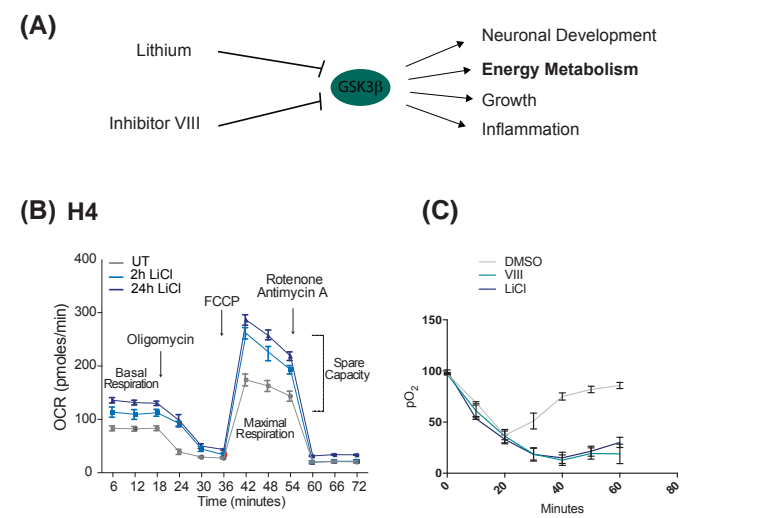 (A)
Lithium
Inhibitor VIII
GSK3β
Neuronal Development
Energy Metabolism
Growth
Inflammation
(B) H4
UT
2h LiCl
24h LiCl
Oligomycin
FCCP
Rotenone
Antimycin A
Basal
Respiration
Maximal
Respiration
Spare
Capacity
OCR (pmoles/min)
400
300
200
100
0
6 12 18 24 30 36 42 48 54 60 66 72
Time (minutes)
(C)
DMSO
VIII
LiCl
pO2
150
100
50
0
0 20 40 60 80
Minutes